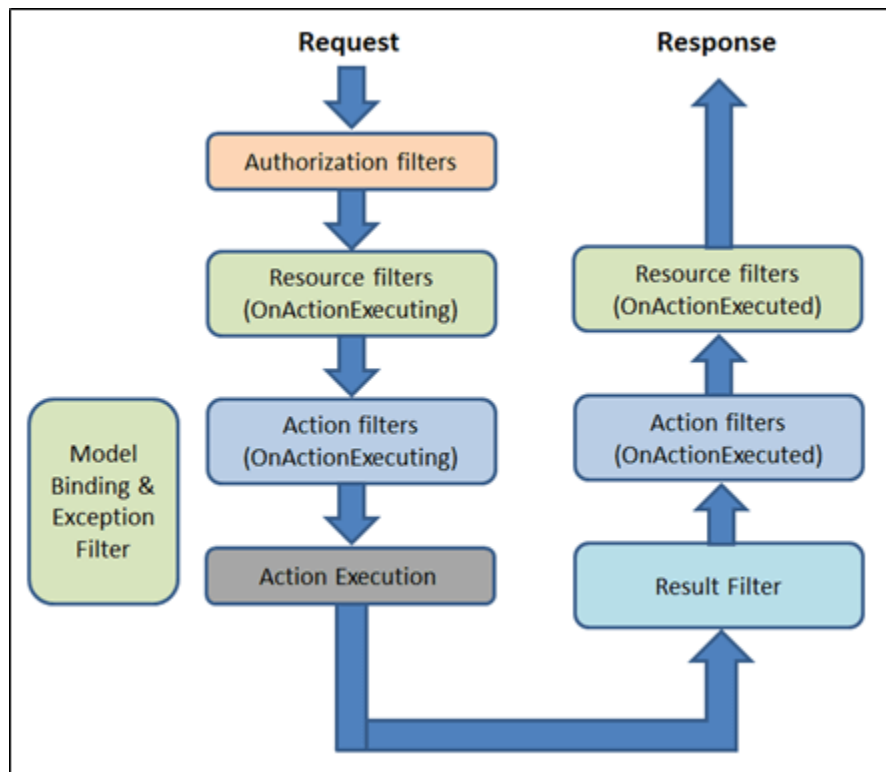 Request
Response
Authorization filters
Resource filters
(OnActionExecuting)
Resource filters
(OnActionExecuted)
Action filters
(OnActionExecuting)
Action filters
(OnActionExecuted)
Model
Binding &
Exception
Filter
Action Execution
Result Filter